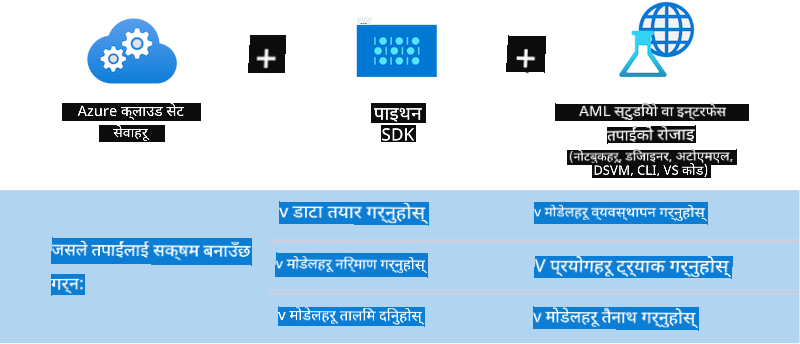 +
+
Azure क्लाउड सेट
सेवाहरू
पाइथन
SDK
AML स्टुडियो वा इन्टरफेस
तपाईंको रोजाइ
(नोटबुकहरू, डिजाइनर, अटोएमएल,
DSVM, CLI, VS कोड)
जसले तपाईंलाई सक्षम बनाउँछ
गर्न:
v डाटा तयार गर्नुहोस्
v मोडेलहरू निर्माण गर्नुहोस्
v मोडेलहरू तालिम दिनुहोस्
v मोडेलहरू व्यवस्थापन गर्नुहोस्
V प्रयोगहरू ट्र्याक गर्नुहोस्
v मोडेलहरू तैनाथ गर्नुहोस्